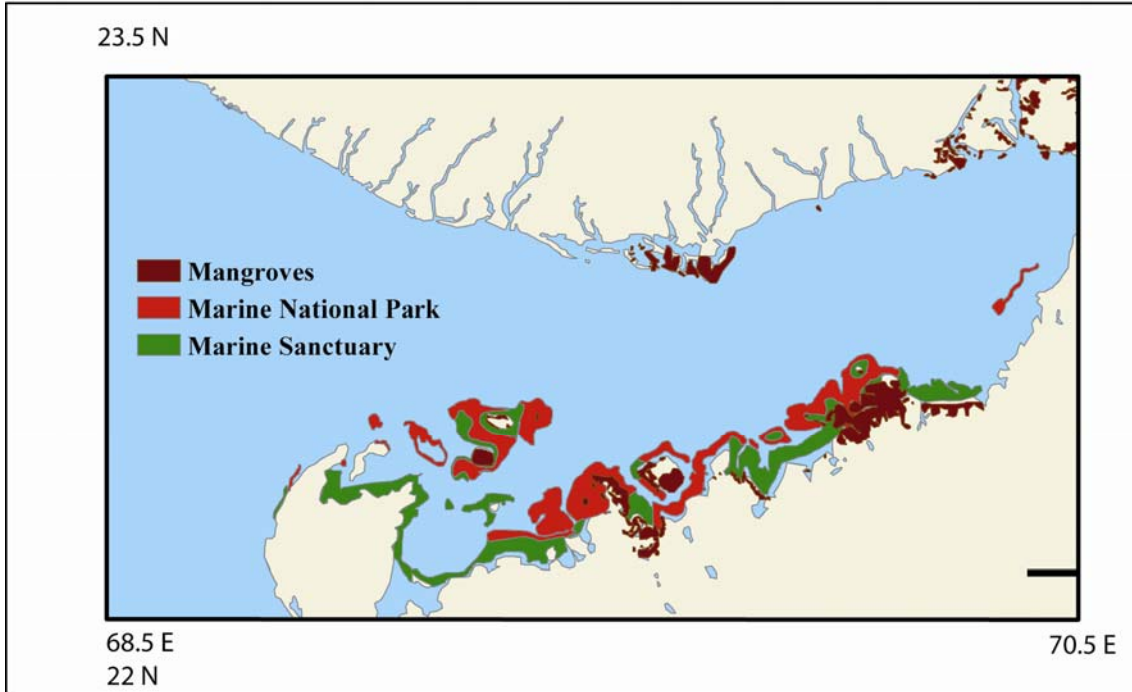 23.5 N
Mangroves
Marine National Park
Marine Sanctuary
68.5 E
70.5 E
22 N